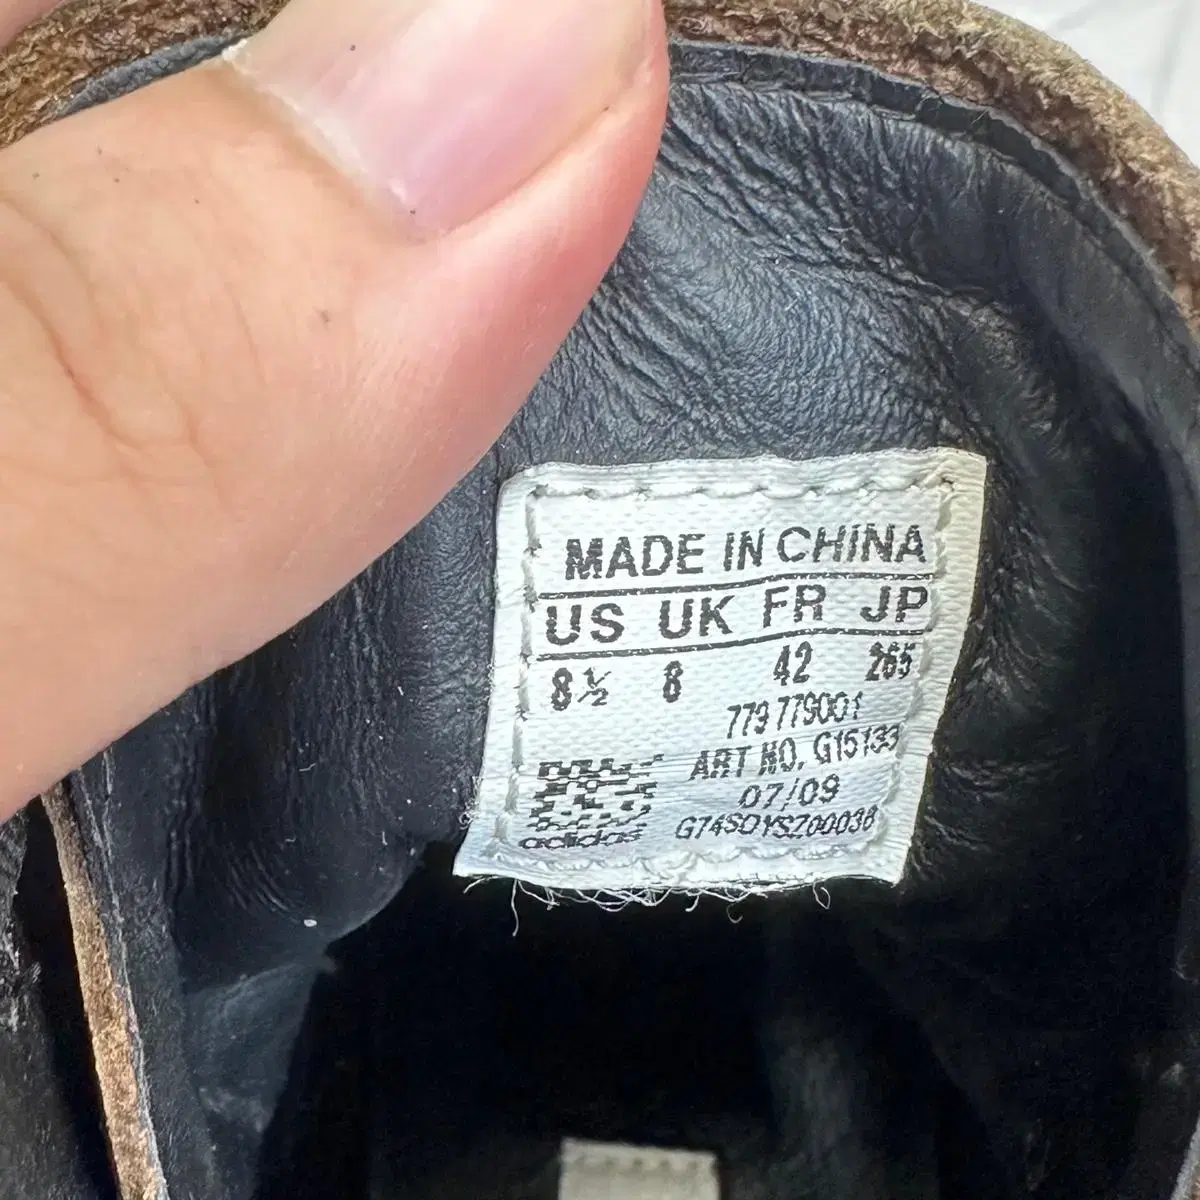 MADE IN CHINA
US UK FR JP
8½ 8 42 265
779 779001
ART NO. G15133
07/09
G74SDYSZ00038
adidas